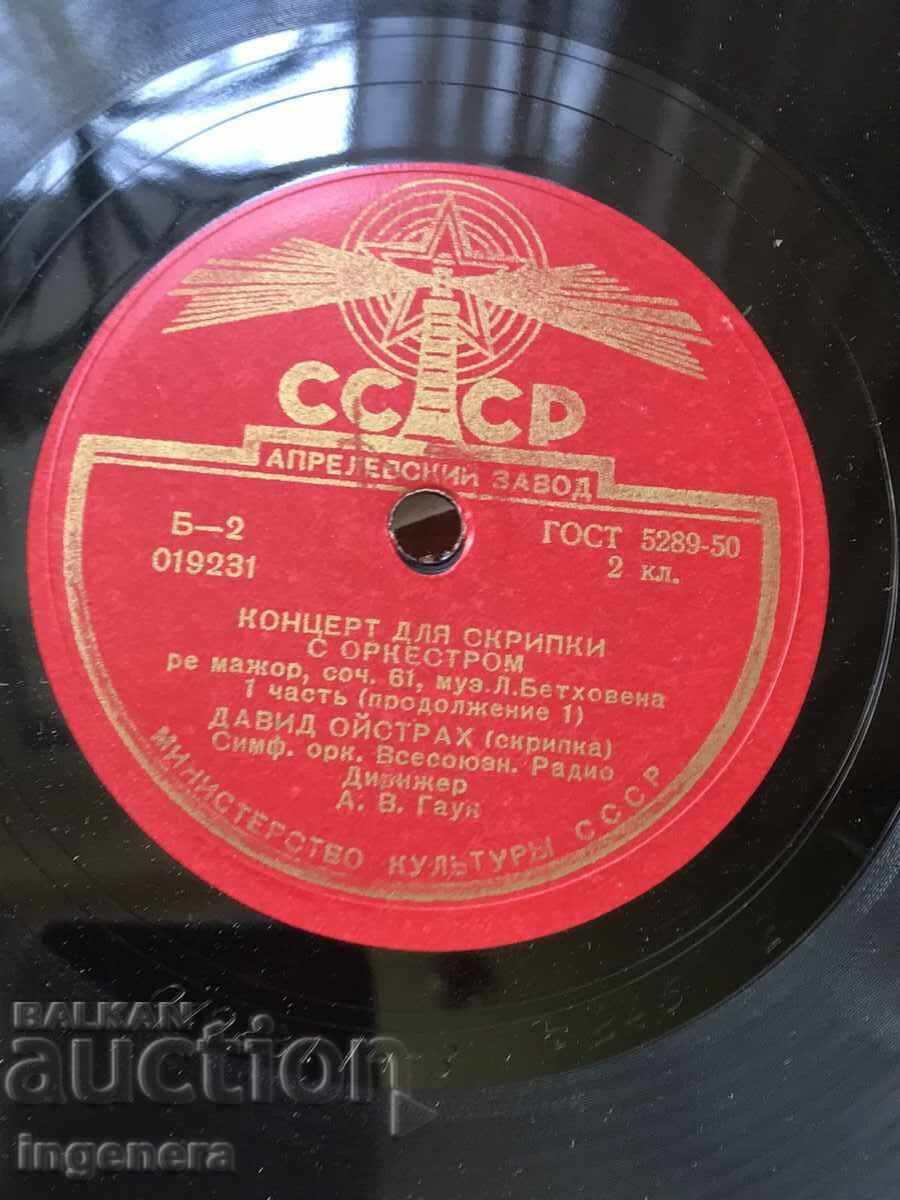 СССР
АПРЕЛЕВСКИЙ ЗАВОД
Б—2
019231
ГОСТ 5289-50
2 кл.
КОНЦЕРТ ДЛЯ СКРИПКИ
С ОРКЕСТРОМ
ре мажор, соч. 61, муз. Л. Бетховена
1 часть (продолжение 1)
ДАВИД ОЙСТРАХ (скрипка)
Симф. орк. Всесоюзн. Радио
Дирижер
А. В. Гаук
МИНИСТЕРСТВО КУЛЬТУРЫ СССР
BALKAN
auction
ingenera